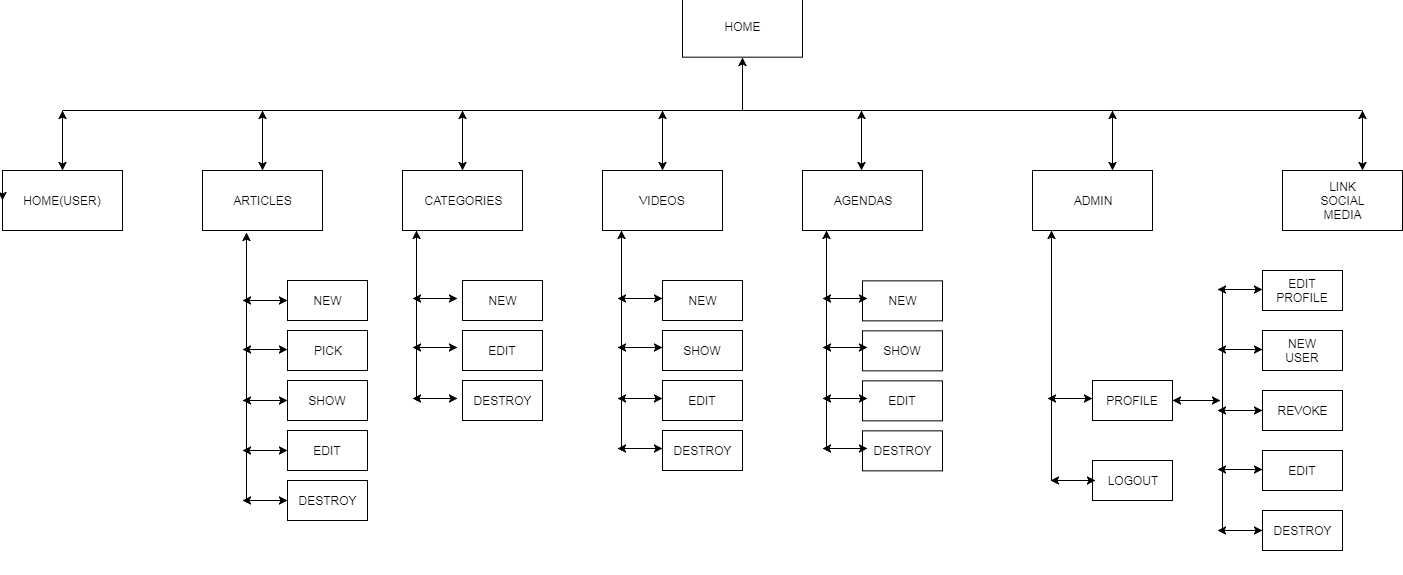 HOME
HOME(USER)
ARTICLES
CATEGORIES
VIDEOS
AGENDAS
ADMIN
LINK
SOCIAL
MEDIA
NEW
PICK
SHOW
EDIT
DESTROY
NEW
EDIT
DESTROY
NEW
SHOW
EDIT
DESTROY
NEW
SHOW
EDIT
DESTROY
PROFILE
LOGOUT
EDIT
PROFILE
NEW
USER
REVOKE
EDIT
DESTROY